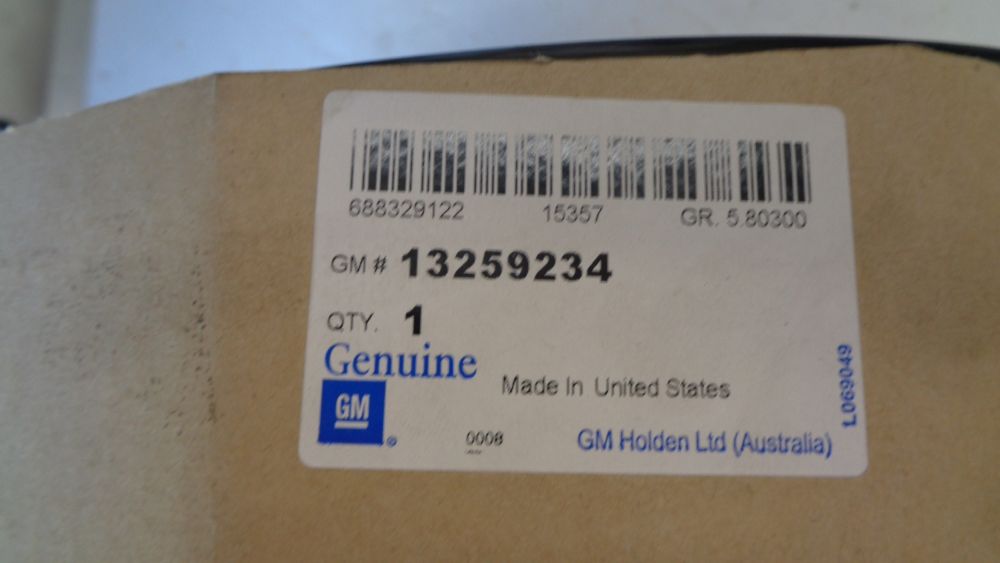 688329122 15357 GR. 5.80300
GM # 13259234
QTY. 1
Genuine
Made In United States
GM
0008
GM Holden Ltd (Australia)
L069049